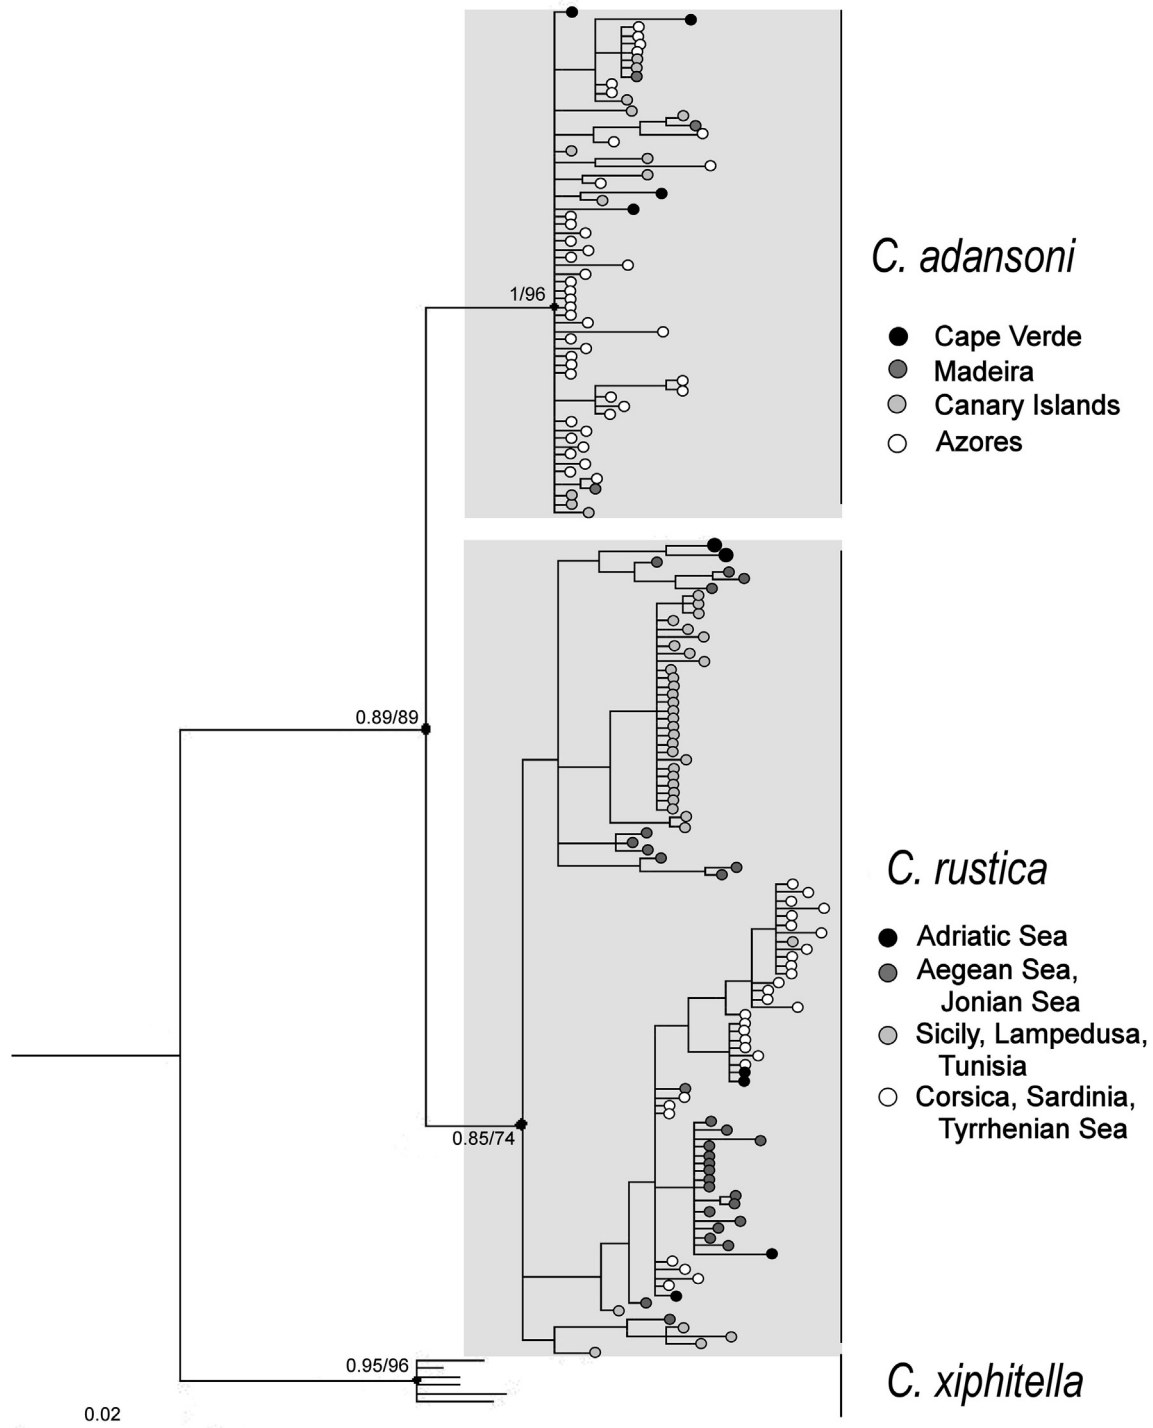 1/96
C. adansoni
Cape Verde
Madeira
Canary Islands
Azores
0.89/89
C. rustica
Adriatic Sea
Aegean Sea,
Jonian Sea
Sicily, Lampedusa,
Tunisia
Corsica, Sardinia,
Tyrrhenian Sea
0.85/74
0.95/96
C. xiphitella
0.02